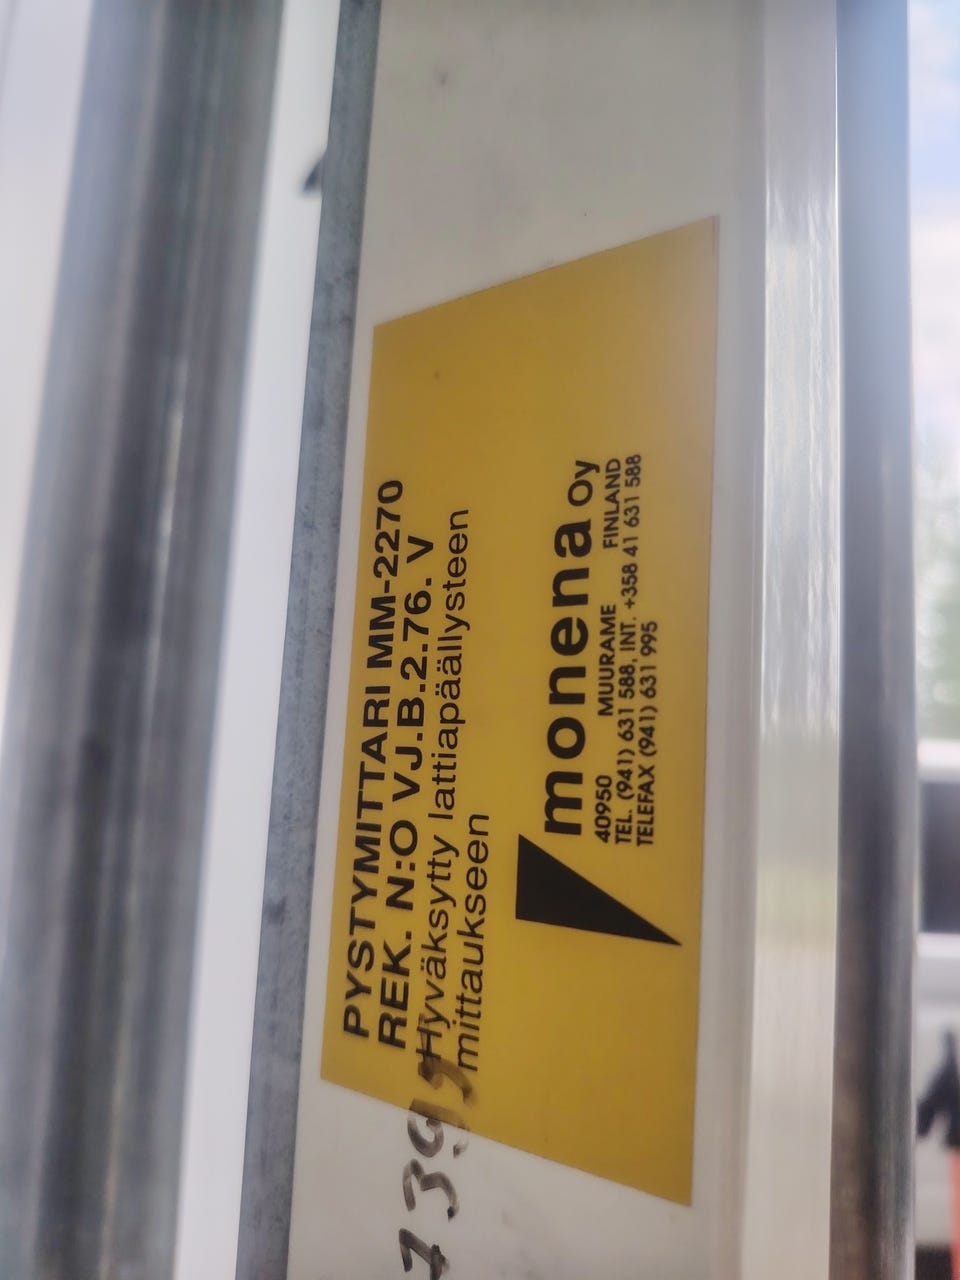 PYSTYMITTARI MM-2270
REK. N:O VJ.B.2.76. V
Hyväksytty lattiapäällysteen
mittaukseen
monena Oy
40950 MUURAME FINLAND
TEL. (941) 631 588, INT. +358 41 631 588
TELEFAX (941) 631 995